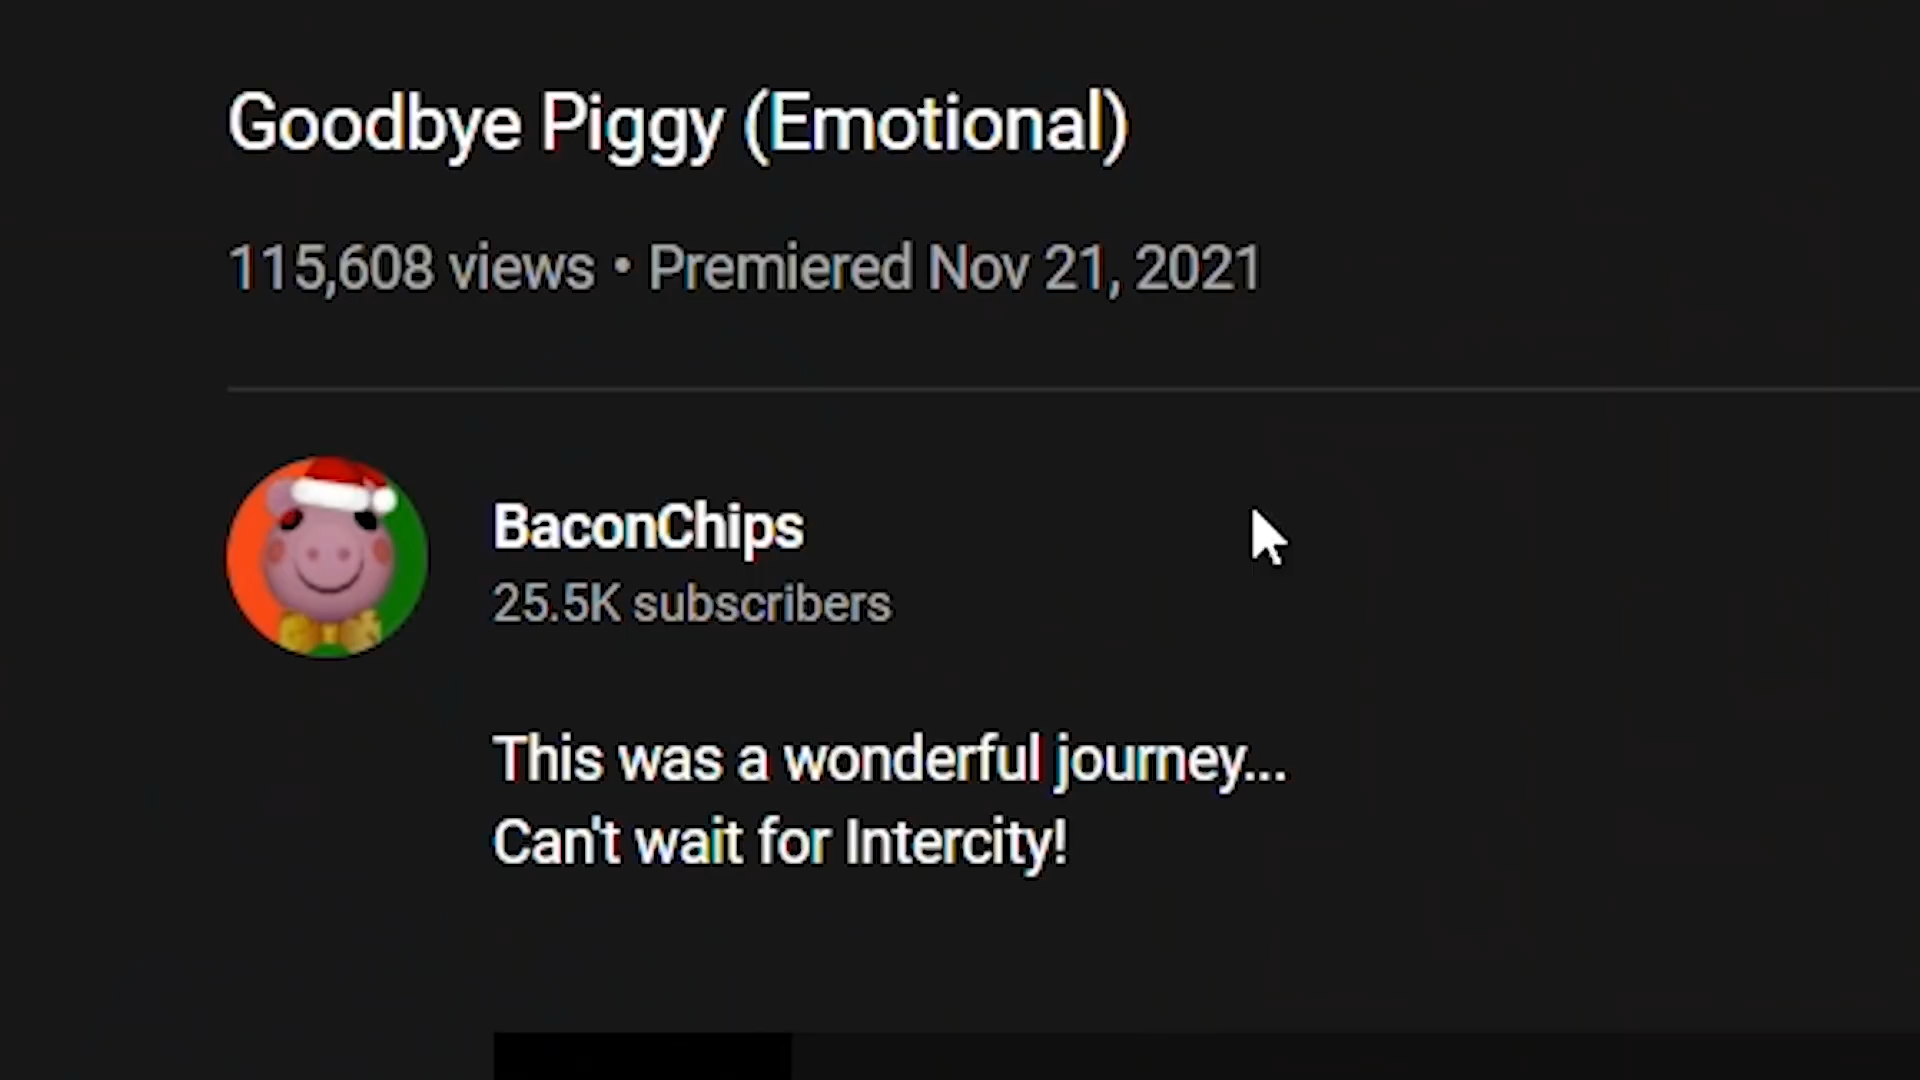 Goodbye Piggy (Emotional)
115,608 views • Premiered Nov 21, 2021
BaconChips
25.5K subscribers
This was a wonderful journey...
Can't wait for Intercity!